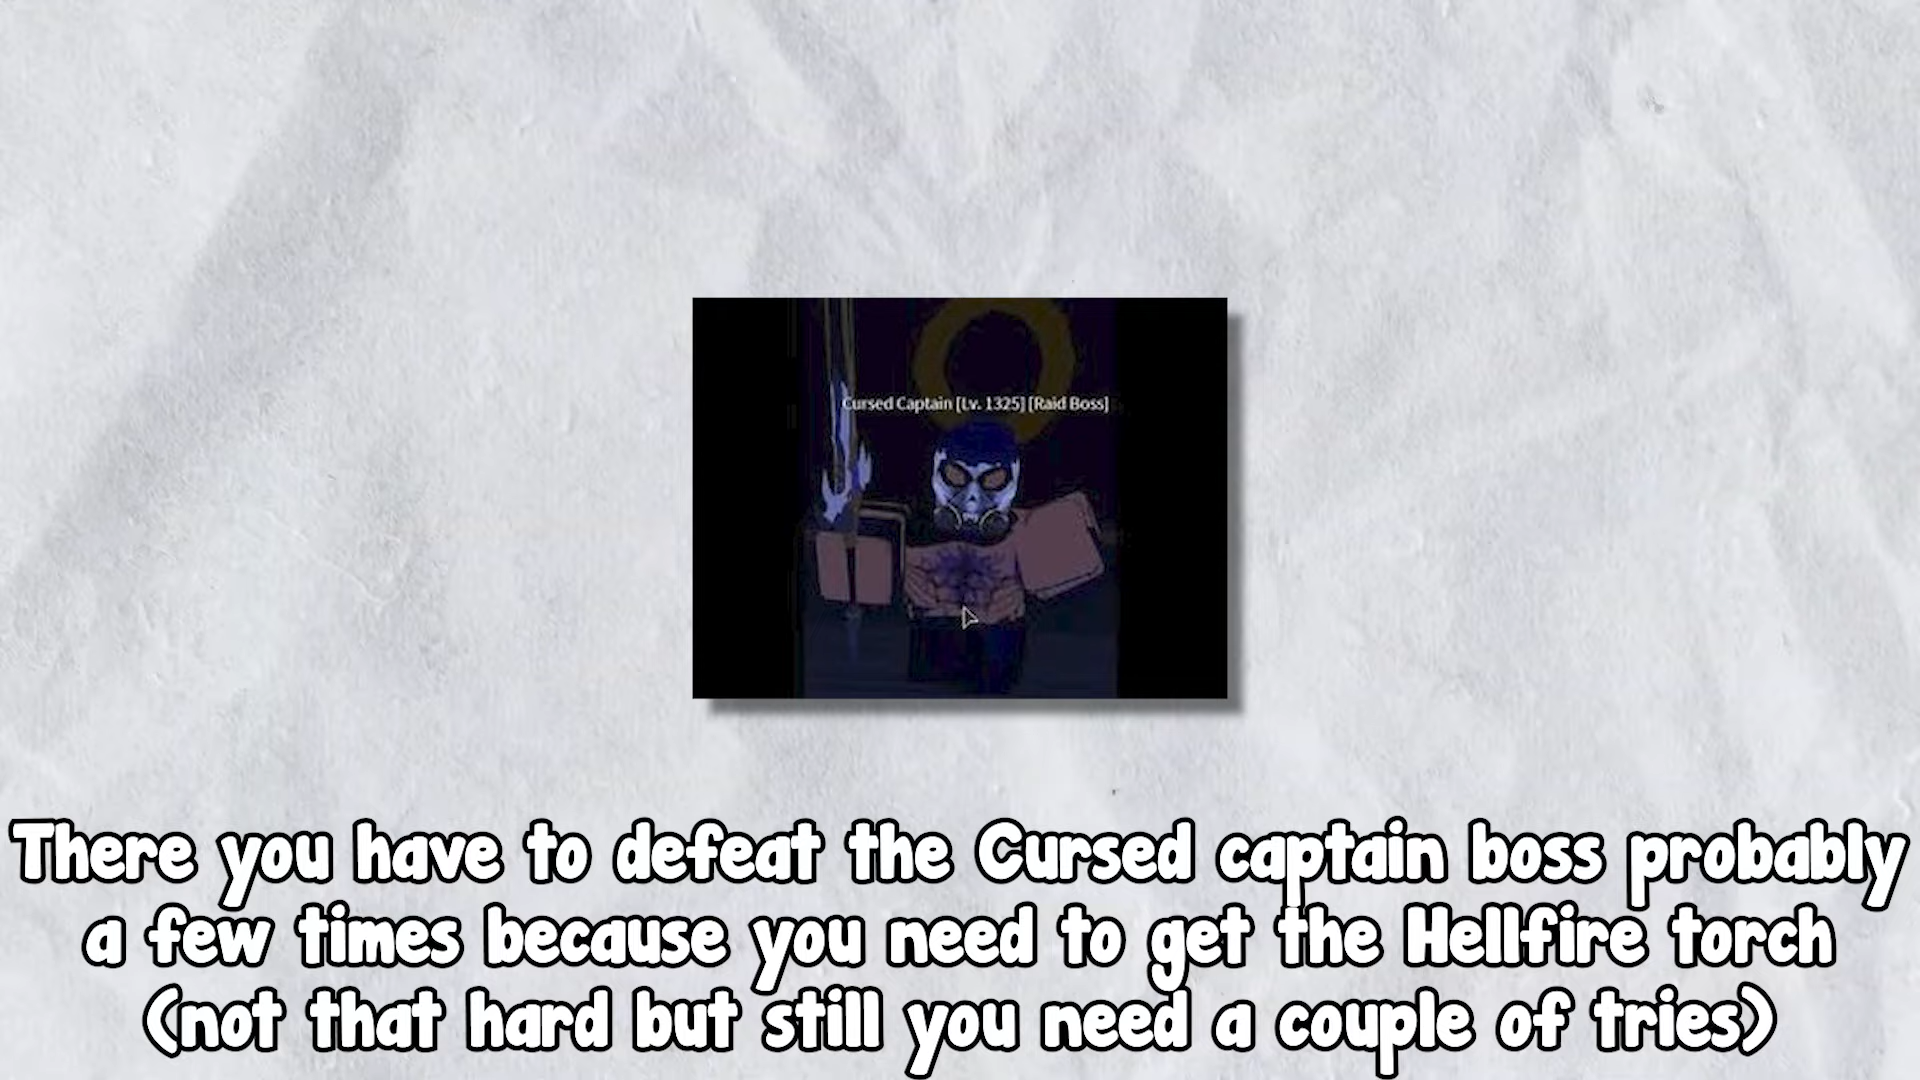 Cursed Captain [Lv. 1325] [Raid Boss]
There you have to defeat the Cursed captain boss probably
a few times because you need to get the Hellfire torch
(not that hard but still you need a couple of tries)